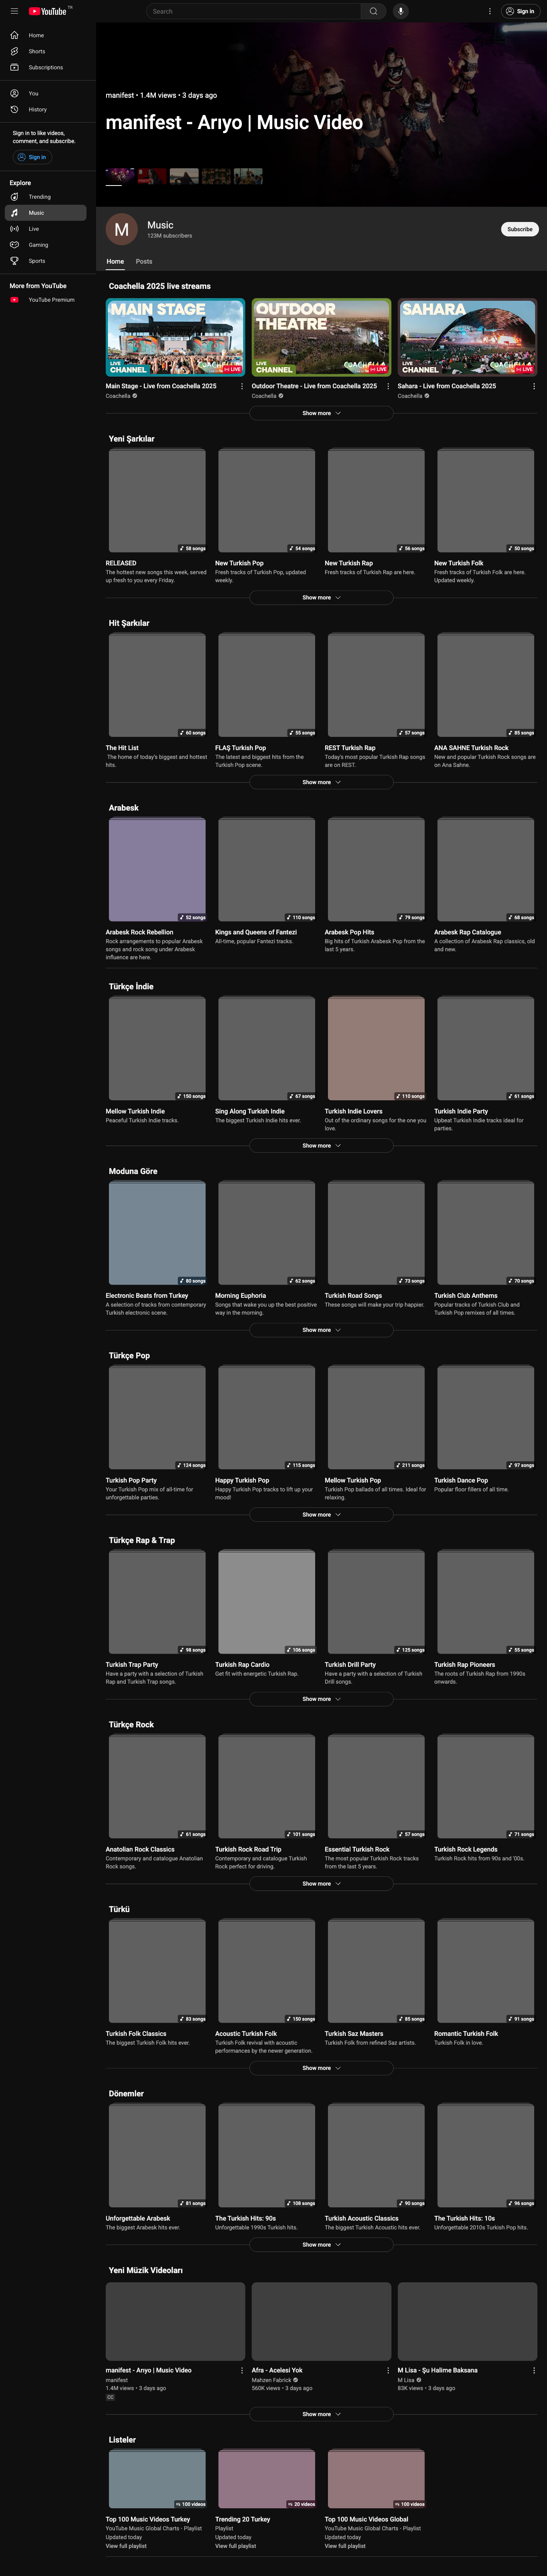 YouTube TR
Search
Sign in
Home
Shorts
Subscriptions
You
History
Sign in to like videos,
comment, and subscribe.
Sign in
Explore
Trending
Music
Live
Gaming
Sports
More from YouTube
YouTube Premium
manifest • 1.4M views • 3 days ago
manifest - Arıyo | Music Video
M
Music
123M subscribers
Subscribe
Home
Posts
Coachella 2025 live streams
MAIN STAGE
LIVE
CHANNEL
COACHELLA
LIVE
OUTDOOR
THEATRE
LIVE
CHANNEL
COACHELLA
LIVE
SAHARA
LIVE
CHANNEL
COACHELLA
LIVE
Main Stage - Live from Coachella 2025
Coachella
Outdoor Theatre - Live from Coachella 2025
Coachella
Sahara - Live from Coachella 2025
Coachella
Show more
Yeni Şarkılar
58 songs
54 songs
56 songs
50 songs
RELEASED
The hottest new songs this week, served
up fresh to you every Friday.
New Turkish Pop
Fresh tracks of Turkish Pop, updated
weekly.
New Turkish Rap
Fresh tracks of Turkish Rap are here.
New Turkish Folk
Fresh tracks of Turkish Folk are here.
Updated weekly.
Show more
Hit Şarkılar
60 songs
55 songs
57 songs
85 songs
The Hit List
The home of today's biggest and hottest
hits.
FLAŞ Turkish Pop
The latest and biggest hits from the
Turkish Pop scene.
REST Turkish Rap
Today's most popular Turkish Rap songs
are on REST.
ANA SAHNE Turkish Rock
New and popular Turkish Rock songs are
on Ana Sahne.
Show more
Arabesk
52 songs
110 songs
79 songs
68 songs
Arabesk Rock Rebellion
Rock arrangements to popular Arabesk
songs and rock song under Arabesk
influence are here.
Kings and Queens of Fantezi
All-time, popular Fantezi tracks.
Arabesk Pop Hits
Big hits of Turkish Arabesk Pop from the
last 5 years.
Arabesk Rap Catalogue
A collection of Arabesk Rap classics, old
and new.
Türkçe İndie
150 songs
67 songs
110 songs
61 songs
Mellow Turkish Indie
Peaceful Turkish Indie tracks.
Sing Along Turkish Indie
The biggest Turkish Indie hits ever.
Turkish Indie Lovers
Out of the ordinary songs for the one you
love.
Turkish Indie Party
Upbeat Turkish Indie tracks ideal for
parties.
Show more
Moduna Göre
80 songs
62 songs
73 songs
70 songs
Electronic Beats from Turkey
A selection of tracks from contemporary
Turkish electronic scene.
Morning Euphoria
Songs that wake you up the best positive
way in the morning.
Turkish Road Songs
These songs will make your trip happier.
Turkish Club Anthems
Popular tracks of Turkish Club and
Turkish Pop remixes of all times.
Show more
Türkçe Pop
124 songs
115 songs
211 songs
97 songs
Turkish Pop Party
Your Turkish Pop mix of all-time for
unforgettable parties.
Happy Turkish Pop
Happy Turkish Pop tracks to lift up your
mood!
Mellow Turkish Pop
Turkish Pop ballads of all times. Ideal for
relaxing.
Turkish Dance Pop
Popular floor fillers of all time.
Show more
Türkçe Rap & Trap
98 songs
106 songs
125 songs
55 songs
Turkish Trap Party
Have a party with a selection of Turkish
Rap and Turkish Trap songs.
Turkish Rap Cardio
Get fit with energetic Turkish Rap.
Turkish Drill Party
Have a party with a selection of Turkish
Drill songs.
Turkish Rap Pioneers
The roots of Turkish Rap from 1990s
onwards.
Show more
Türkçe Rock
61 songs
101 songs
57 songs
71 songs
Anatolian Rock Classics
Contemporary and catalogue Anatolian
Rock songs.
Turkish Rock Road Trip
Contemporary and catalogue Turkish
Rock perfect for driving.
Essential Turkish Rock
The most popular Turkish Rock tracks
from the last 5 years.
Turkish Rock Legends
Turkish Rock hits from 90s and '00s.
Show more
Türkü
83 songs
150 songs
85 songs
91 songs
Turkish Folk Classics
The biggest Turkish Folk hits ever.
Acoustic Turkish Folk
Turkish Folk revival with acoustic
performances by the newer generation.
Turkish Saz Masters
Turkish Folk from refined Saz artists.
Romantic Turkish Folk
Turkish Folk in love.
Show more
Dönemler
81 songs
108 songs
90 songs
96 songs
Unforgettable Arabesk
The biggest Arabesk hits ever.
The Turkish Hits: 90s
Unforgettable 1990s Turkish hits.
Turkish Acoustic Classics
The biggest Turkish Acoustic hits ever.
The Turkish Hits: 10s
Unforgettable 2010s Turkish Pop hits.
Show more
Yeni Müzik Videoları
manifest - Arıyo | Music Video
manifest
1.4M views • 3 days ago
CC
Afra - Acelesi Yok
Mahzen Fabrick
560K views • 3 days ago
M Lisa - Şu Halime Baksana
M Lisa
83K views • 3 days ago
Show more
Listeler
100 videos
20 videos
100 videos
Top 100 Music Videos Turkey
YouTube Music Global Charts - Playlist
Updated today
View full playlist
Trending 20 Turkey
Playlist
Updated today
View full playlist
Top 100 Music Videos Global
YouTube Music Global Charts - Playlist
Updated today
View full playlist